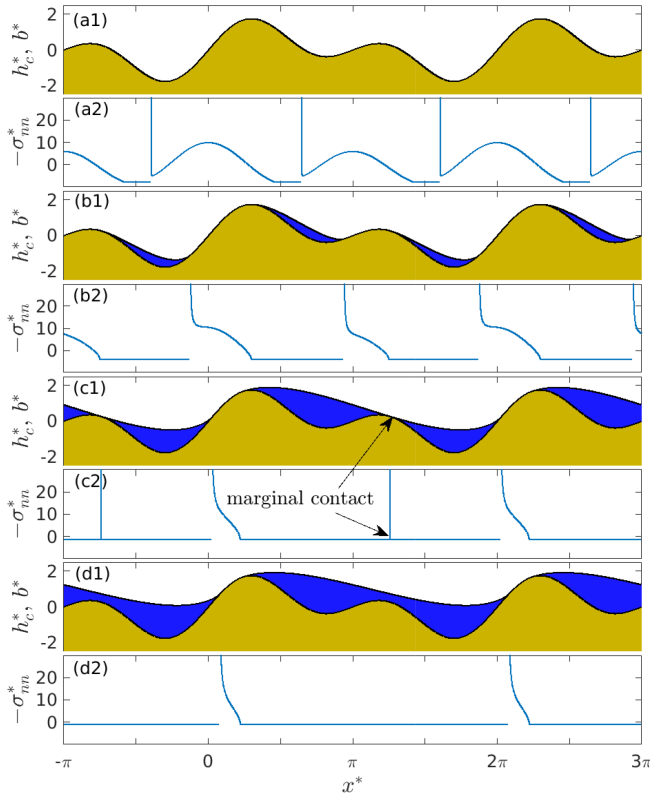 (a1)
h*c, b*
2
0
-2
(a2)
−σ*nn
20
10
0
(b1)
h*c, b*
2
0
-2
(b2)
−σ*nn
20
10
0
(c1)
h*c, b*
2
0
-2
marginal contact
(c2)
−σ*nn
20
10
0
(d1)
h*c, b*
2
0
-2
(d2)
−σ*nn
20
10
0
-π 0 π 2π 3π
x*